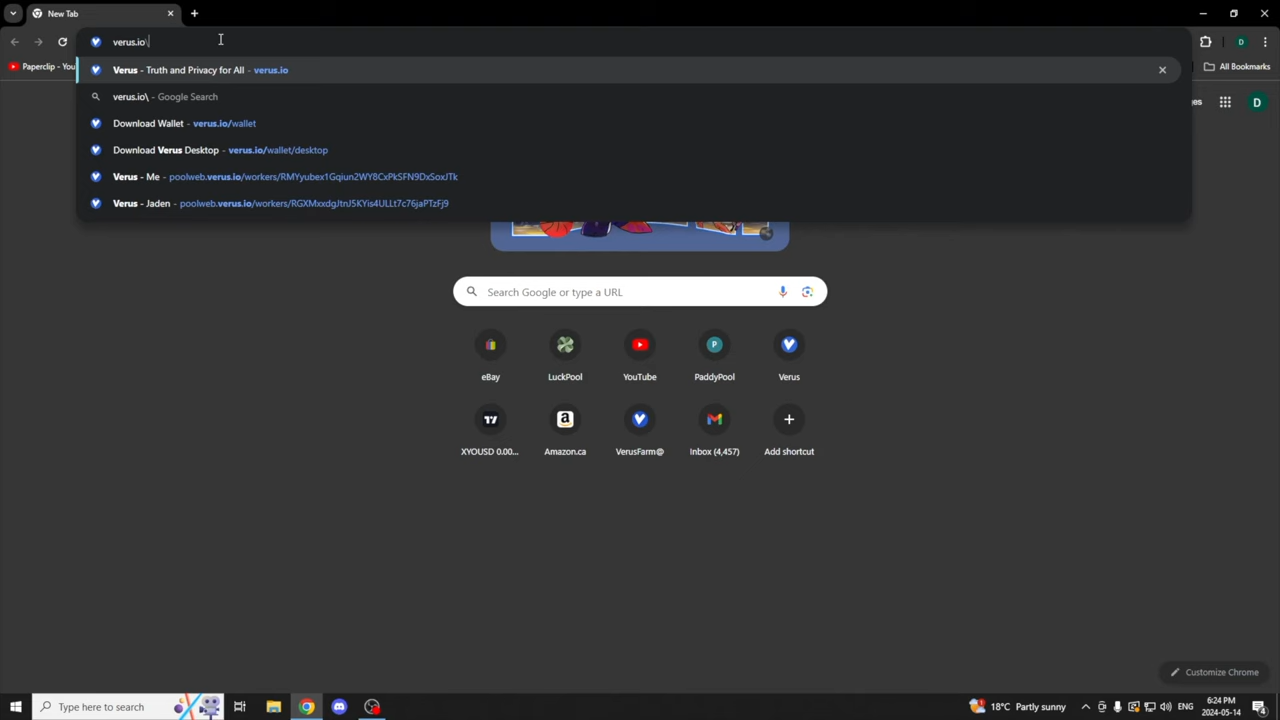 New Tab
verus.io\
Verus - Truth and Privacy for All - verus.io
Paperclip - You
All Bookmarks
verus.io\ - Google Search
D
Download Wallet - verus.io/wallet
Download Verus Desktop - verus.io/wallet/desktop
Verus - Me - poolweb.verus.io/workers/RMYyubex1Gqiun2WY8CxPkSFN9DxSoxJTk
Verus - Jaden - poolweb.verus.io/workers/RGXMxxdgJtnJ5KYis4ULLt7c76jaPTzFj9
Search Google or type a URL
eBay
LuckPool
YouTube
PaddyPool
Verus
XYOUSD 0.00...
Amazon.ca
VerusFarm@
Inbox (4,457)
Add shortcut
Customize Chrome
Type here to search
18°C Partly sunny
ENG
6:24 PM
2024-05-14